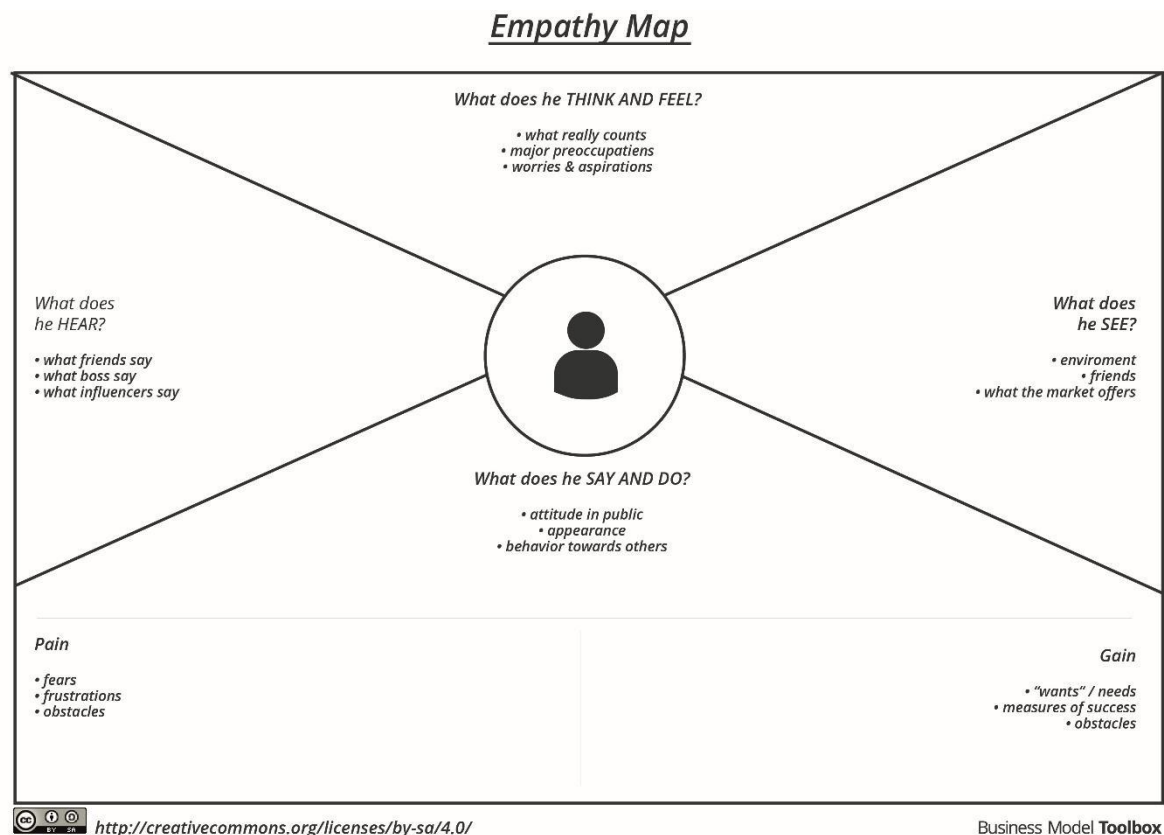 Empathy Map
What does he THINK AND FEEL?
• what really counts
• major preoccupatiens
• worries & aspirations
What does
he HEAR?
• what friends say
• what boss say
• what influencers say
What does
he SEE?
• enviroment
• friends
• what the market offers
What does he SAY AND DO?
• attitude in public
• appearance
• behavior towards others
Pain
• fears
• frustrations
• obstacles
Gain
• “wants” / needs
• measures of success
• obstacles
cc BY SA
http://creativecommons.org/licenses/by-sa/4.0/
Business Model Toolbox